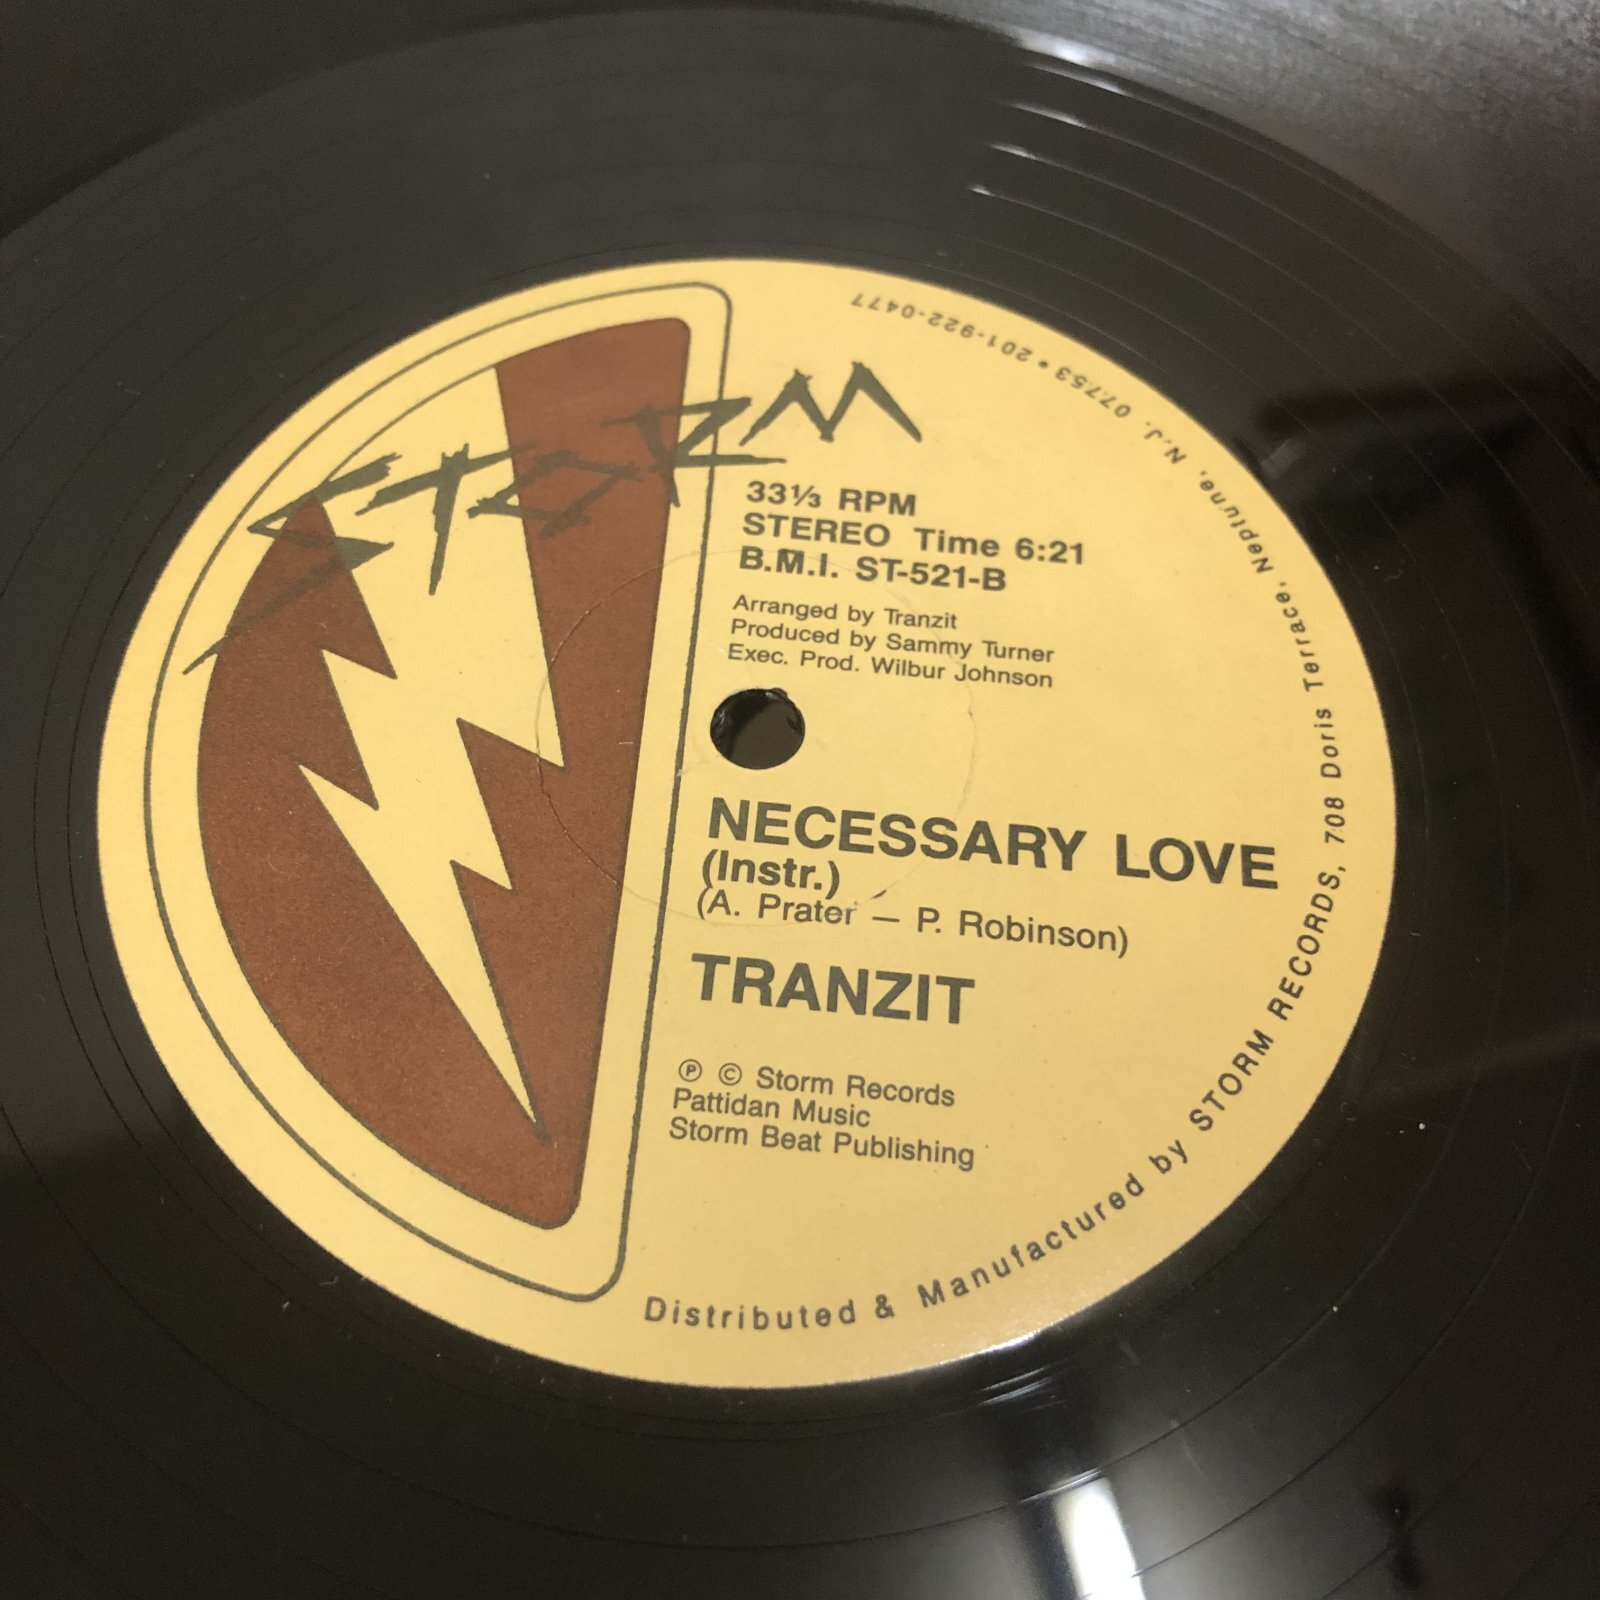 STORM
33⅓ RPM
STEREO Time 6:21
B.M.I. ST-521-B
Arranged by Tranzit
Produced by Sammy Turner
Exec. Prod. Wilbur Johnson
NECESSARY LOVE
(Instr.)
(A. Prater — P. Robinson)
TRANZIT
℗ © Storm Records
Pattidan Music
Storm Beat Publishing
Distributed & Manufactured by STORM RECORDS, 708 Doris Terrace, Neptune, N.J. 07753 • 201-922-0477